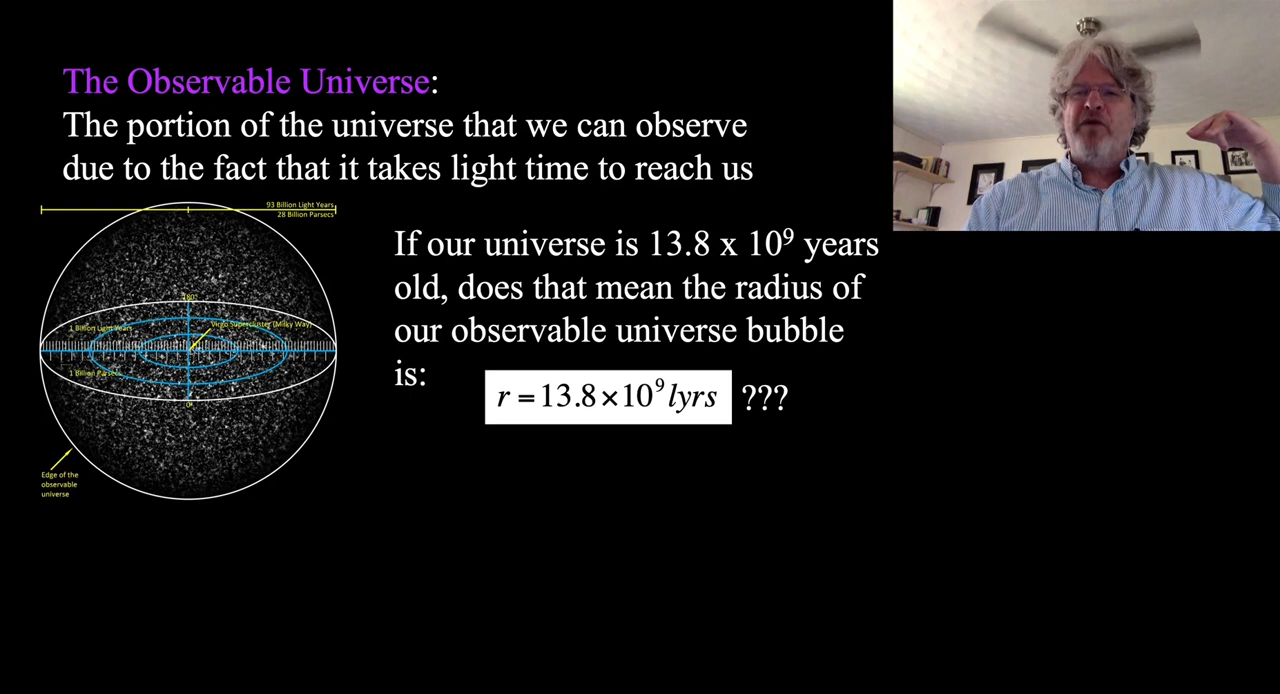 The Observable Universe:
The portion of the universe that we can observe
due to the fact that it takes light time to reach us
93 Billion Light Years
28 Billion Parsecs
180°
1 Billion Light Years
Virgo Supercluster (Milky Way)
1 Billion Parsecs
0°
Edge of the
observable
universe
If our universe is 13.8 x 10⁹ years
old, does that mean the radius of
our observable universe bubble
is:
r = 13.8 × 10⁹ lyrs ???